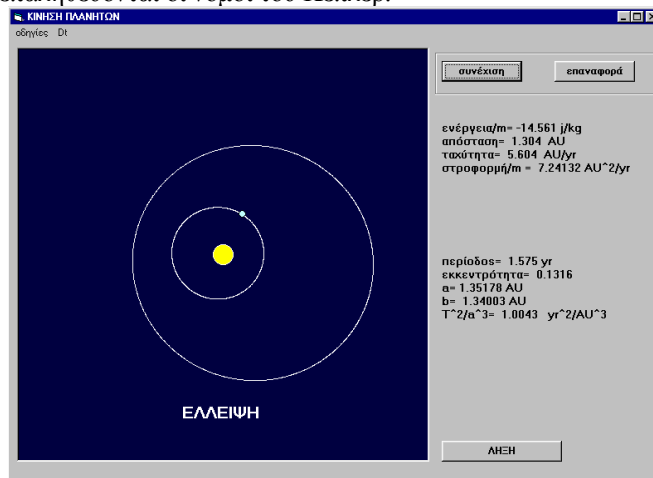 ΚΙΝΗΣΗ ΠΛΑΝΗΤΩΝ
οδηγίες Dt
συνέχιση επαναφορά
ενέργεια/m= -14.561 j/kg
απόσταση= 1.304 AU
ταχύτητα= 5.604 AU/yr
στροφορμή/m = 7.24132 AU^2/yr
περίοδος= 1.575 yr
εκκεντρότητα= 0.1316
a= 1.35178 AU
b= 1.34003 AU
T^2/a^3= 1.0043 yr^2/AU^3
ΕΛΛΕΙΨΗ
ΛΗΞΗ